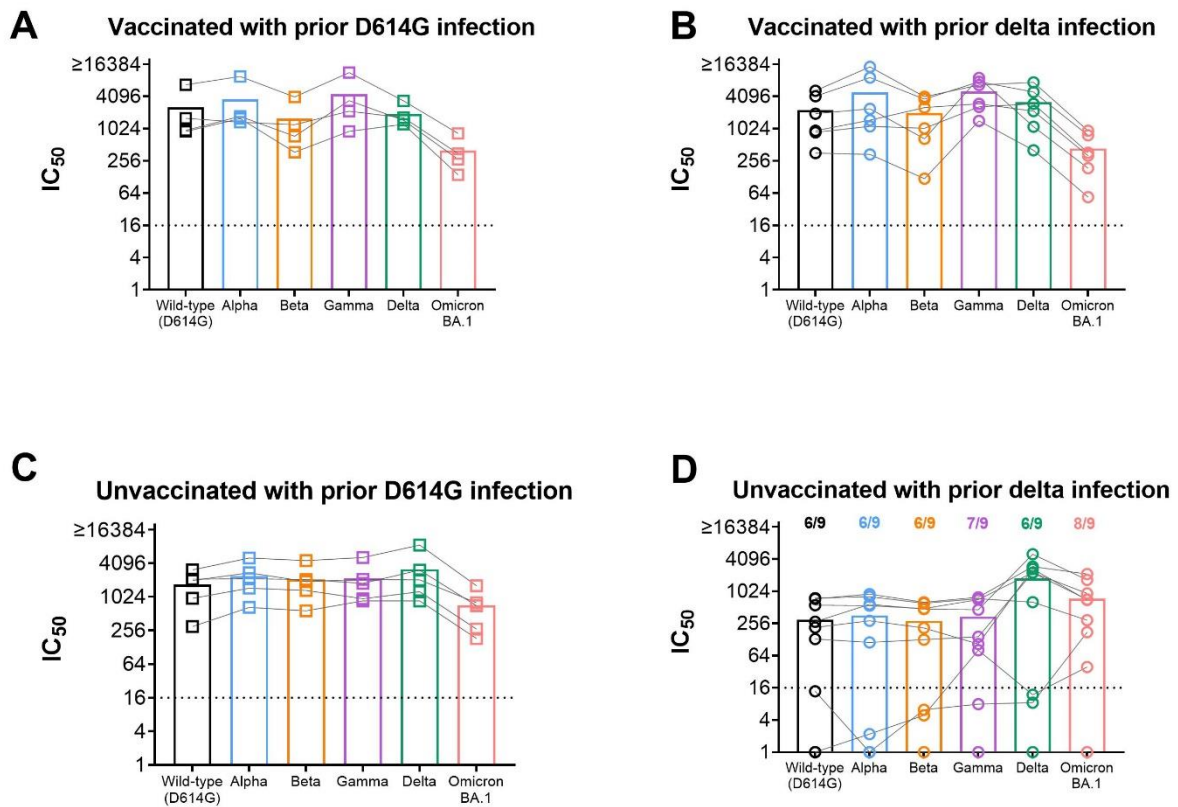 A
Vaccinated with prior D614G infection
≥16384
4096
1024
256
64
16
4
1
IC50
Wild-type Alpha Beta Gamma Delta Omicron
(D614G) BA.1
B
Vaccinated with prior delta infection
≥16384
4096
1024
256
64
16
4
1
IC50
Wild-type Alpha Beta Gamma Delta Omicron
(D614G) BA.1
C
Unvaccinated with prior D614G infection
≥16384
4096
1024
256
64
16
4
1
IC50
Wild-type Alpha Beta Gamma Delta Omicron
(D614G) BA.1
D
Unvaccinated with prior delta infection
6/9 6/9 6/9 7/9 6/9 8/9
≥16384
4096
1024
256
64
16
4
1
IC50
Wild-type Alpha Beta Gamma Delta Omicron
(D614G) BA.1